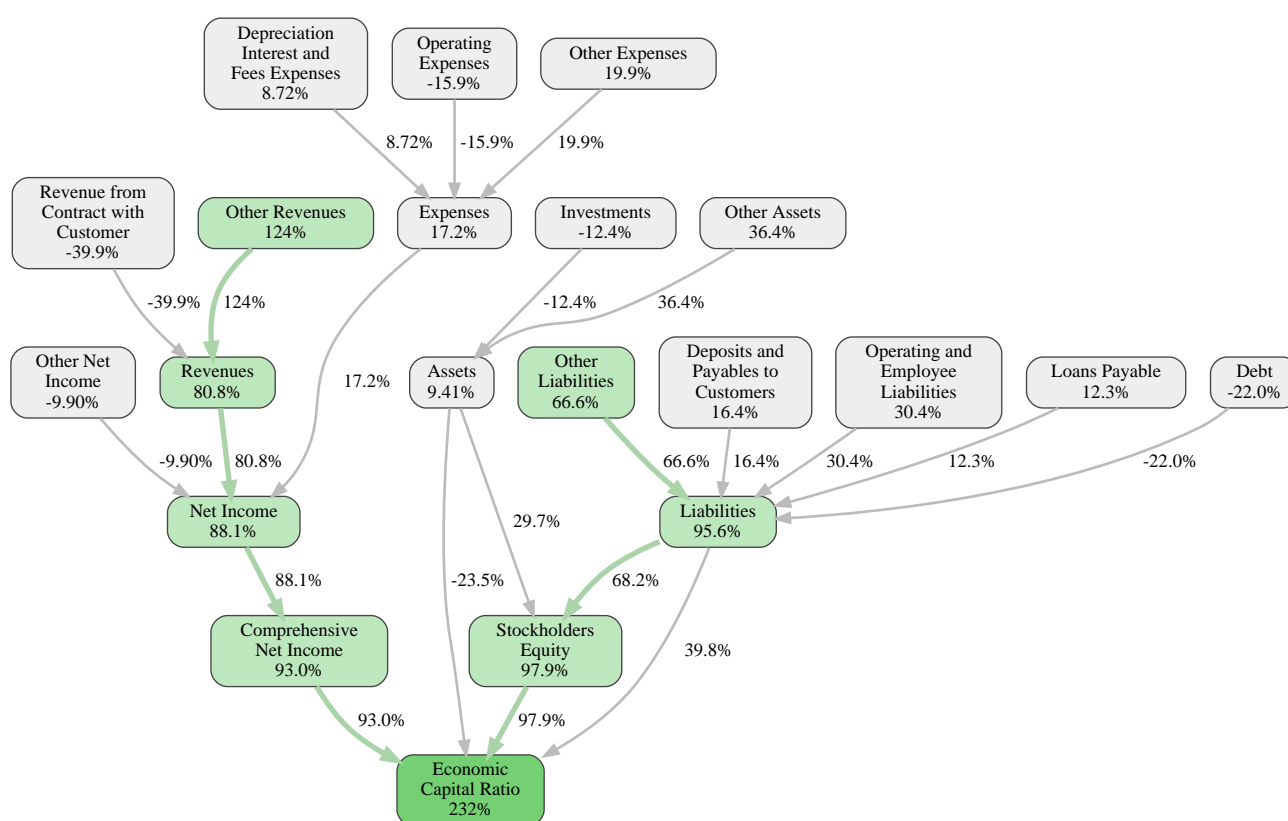 Depreciation
Interest and
Fees Expenses
8.72%
Operating
Expenses
-15.9%
Other Expenses
19.9%
8.72%
-15.9%
19.9%
Revenue from
Contract with
Customer
-39.9%
Other Revenues
124%
Expenses
17.2%
Investments
-12.4%
Other Assets
36.4%
-39.9%
124%
-12.4%
36.4%
Other Net
Income
-9.90%
Revenues
80.8%
17.2%
Assets
9.41%
Other
Liabilities
66.6%
Deposits and
Payables to
Customers
16.4%
Operating and
Employee
Liabilities
30.4%
Loans Payable
12.3%
Debt
-22.0%
-9.90%
80.8%
66.6%
16.4%
30.4%
12.3%
-22.0%
Net Income
88.1%
29.7%
Liabilities
95.6%
88.1%
-23.5%
68.2%
Comprehensive
Net Income
93.0%
Stockholders
Equity
97.9%
39.8%
93.0%
97.9%
Economic
Capital Ratio
232%